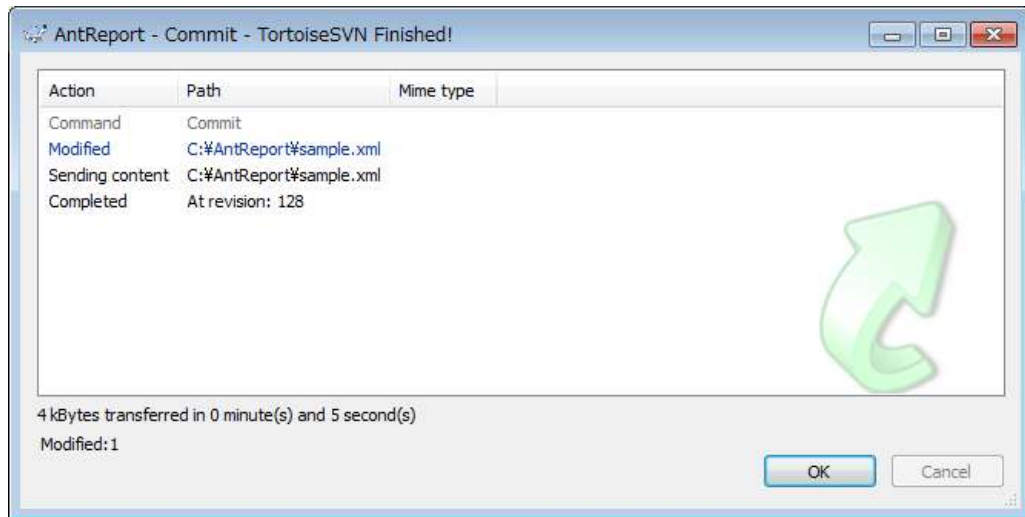 AntReport - Commit - TortoiseSVN Finished!
Action Path Mime type
Command Commit
Modified C:¥AntReport¥sample.xml
Sending content C:¥AntReport¥sample.xml
Completed At revision: 128
4 kBytes transferred in 0 minute(s) and 5 second(s)
Modified:1
OK Cancel